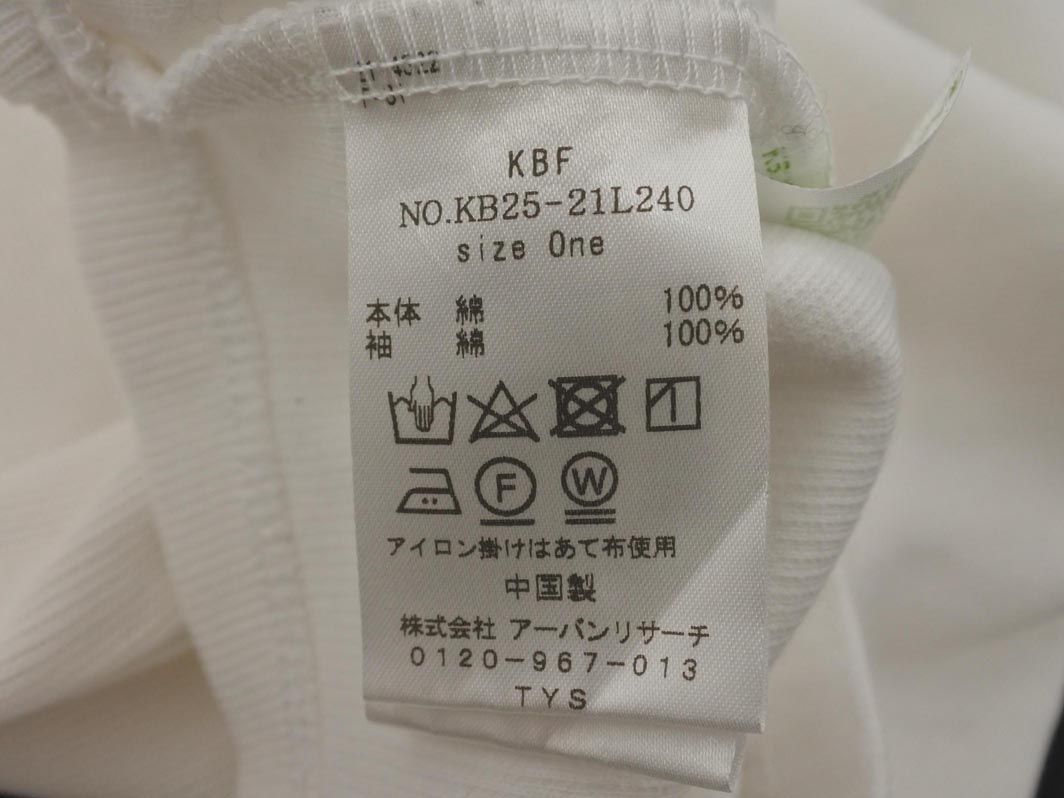 KBF
NO.KB25-21L240
size One
本体 綿 100%
袖 綿 100%
F W
アイロン掛けはあて布使用
中国製
株式会社 アーバンリサーチ
0120-967-013
TYS